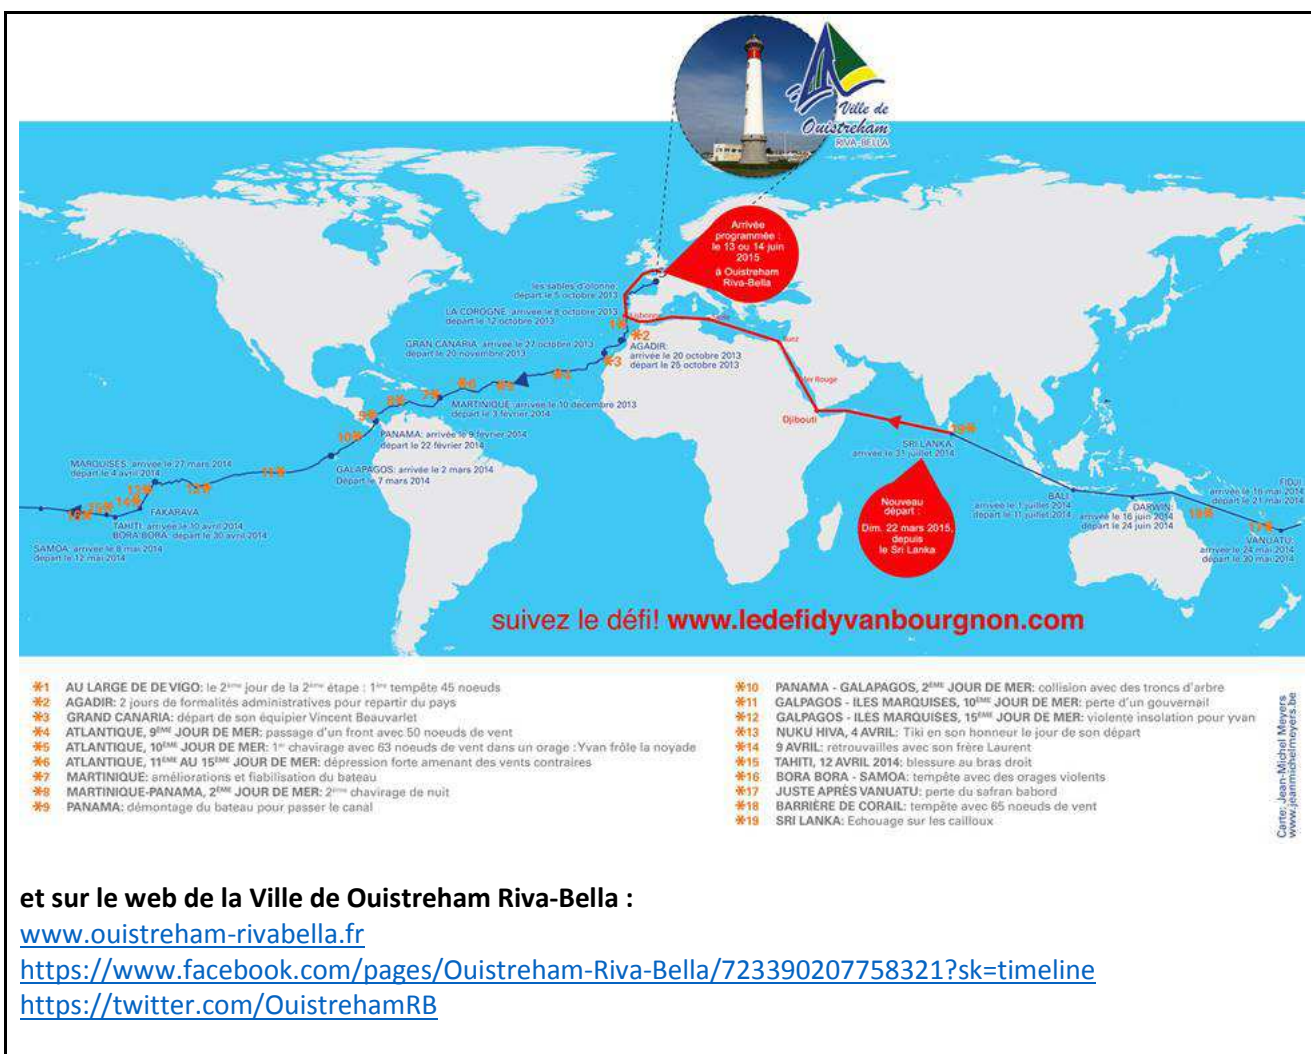 Ville de
Ouistreham
RIVA-BELLA
Arrivée
programmée :
le 13 ou 14 juin
2015
à Ouistreham
Riva-Bella
les sables d'olonne:
départ le 5 octobre 2013
LA COROGNE: arrivée le 8 octobre 2013
départ le 12 octobre 2013
Lisbonne
1*
*2
AGADIR:
arrivée le 20 octobre 2013
départ le 25 octobre 2013
GRAN CANARIA: arrivée le 27 octobre 2013
départ le 20 novembre 2013
*3
Suez
Mer Rouge
Djibouti
MARTINIQUE: arrivée le 10 décembre 2013
départ le 3 février 2014
PANAMA: arrivée le 9 février 2014
départ le 22 février 2014
GALAPAGOS: arrivée le 2 mars 2014
Départ le 7 mars 2014
MARQUISES: arrivée le 27 mars 2014
départ le 4 avril 2014
FAKARAVA
TAHITI: arrivée le 10 avril 2014
BORA BORA: départ le 30 avril 2014
SAMOA: arrivée le 8 mai 2014
départ le 12 mai 2014
SRI LANKA:
arrivée le 31 juillet 2014
Nouveau
départ :
Dim. 22 mars 2015,
depuis
le Sri Lanka
BALI:
arrivée le 1 juillet 2014
départ le 11 juillet 2014
DARWIN:
arrivée le 16 juin 2014
départ le 24 juin 2014
FIDJI:
arrivée le 16 mai 2014
départ le 21 mai 2014
VANUATU:
arrivée le 24 mai 2014
départ le 30 mai 2014
suivez le défi! www.ledefidyvanbourgnon.com
*1 AU LARGE DE DE VIGO: le 2ème jour de la 2ème étape : 1ère tempête 45 noeuds
*2 AGADIR: 2 jours de formalités administratives pour repartir du pays
*3 GRAND CANARIA: départ de son équipier Vincent Beauvarlet
*4 ATLANTIQUE, 9ÈME JOUR DE MER: passage d'un front avec 50 noeuds de vent
*5 ATLANTIQUE, 10ÈME JOUR DE MER: 1er chavirage avec 63 noeuds de vent dans un orage : Yvan frôle la noyade
*6 ATLANTIQUE, 11ÈME AU 15ÈME JOUR DE MER: dépression forte amenant des vents contraires
*7 MARTINIQUE: améliorations et fiabilisation du bateau
*8 MARTINIQUE-PANAMA, 2ÈME JOUR DE MER: 2ème chavirage de nuit
*9 PANAMA: démontage du bateau pour passer le canal
*10 PANAMA - GALAPAGOS, 2ÈME JOUR DE MER: collision avec des troncs d'arbre
*11 GALPAGOS - ILES MARQUISES, 10ÈME JOUR DE MER: perte d'un gouvernail
*12 GALPAGOS - ILES MARQUISES, 15ÈME JOUR DE MER: violente insolation pour yvan
*13 NUKU HIVA, 4 AVRIL: Tiki en son honneur le jour de son départ
*14 9 AVRIL: retrouvailles avec son frère Laurent
*15 TAHITI, 12 AVRIL 2014: blessure au bras droit
*16 BORA BORA - SAMOA: tempête avec des orages violents
*17 JUSTE APRÈS VANUATU: perte du safran babord
*18 BARRIÈRE DE CORAIL: tempête avec 65 noeuds de vent
*19 SRI LANKA: Echouage sur les cailloux
Carte: Jean-Michel Meyers
www.jeanmichelmeyers.be
et sur le web de la Ville de Ouistreham Riva-Bella :
www.ouistreham-rivabella.fr
https://www.facebook.com/pages/Ouistreham-Riva-Bella/723390207758321?sk=timeline
https://twitter.com/OuistrehamRB